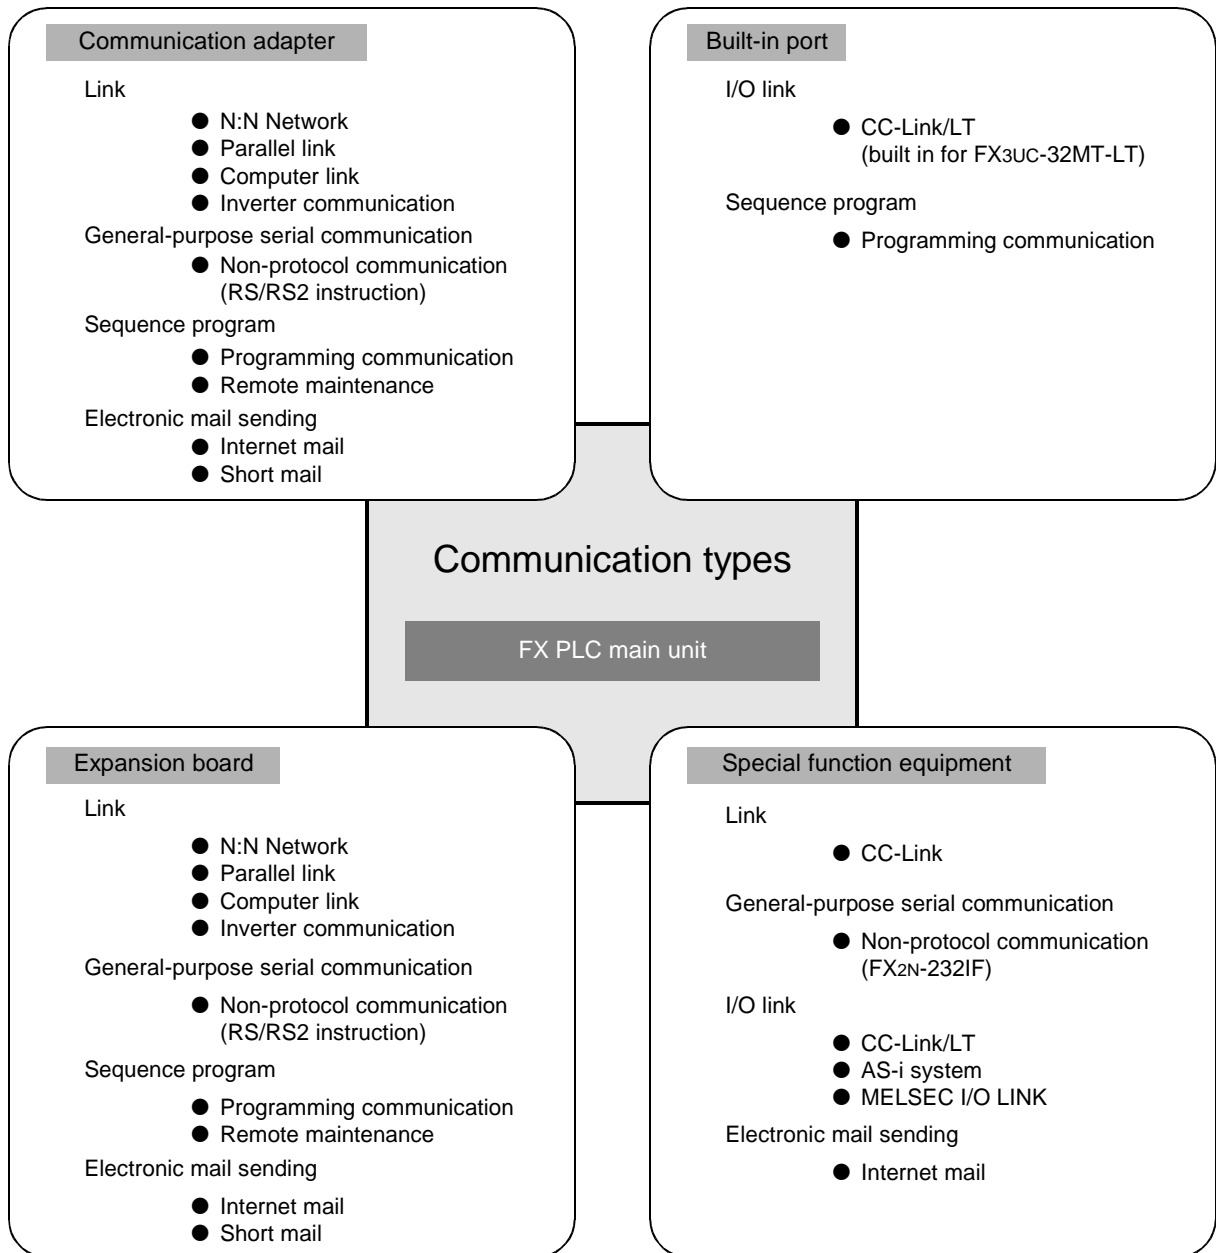 Communication adapter
Link
● N:N Network
● Parallel link
● Computer link
● Inverter communication
General-purpose serial communication
● Non-protocol communication
(RS/RS2 instruction)
Sequence program
● Programming communication
● Remote maintenance
Electronic mail sending
● Internet mail
● Short mail
Built-in port
I/O link
● CC-Link/LT
(built in for FX3UC-32MT-LT)
Sequence program
● Programming communication
Communication types
FX PLC main unit
Expansion board
Link
● N:N Network
● Parallel link
● Computer link
● Inverter communication
General-purpose serial communication
● Non-protocol communication
(RS/RS2 instruction)
Sequence program
● Programming communication
● Remote maintenance
Electronic mail sending
● Internet mail
● Short mail
Special function equipment
Link
● CC-Link
General-purpose serial communication
● Non-protocol communication
(FX2N-232IF)
I/O link
● CC-Link/LT
● AS-i system
● MELSEC I/O LINK
Electronic mail sending
● Internet mail